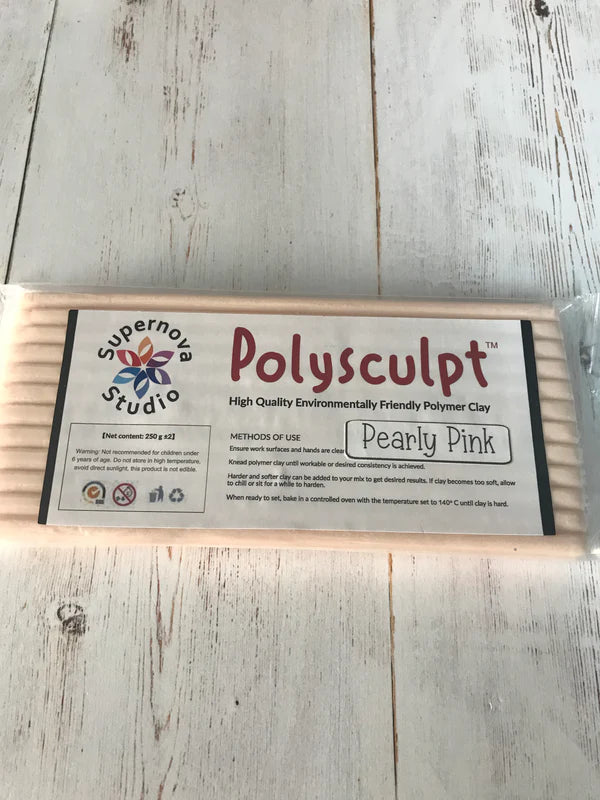 Supernova
Studio
Polysculpt™
High Quality Environmentally Friendly Polymer Clay
【Net content: 250 g ±2】
Warning: Not recommended for children under
6 years of age. Do not store in high temperature,
avoid direct sunlight, this product is not edible.
METHODS OF USE
Pearly Pink
Ensure work surfaces and hands are clea
Knead polymer clay until workable or desired consistency is achieved.
Harder and softer clay can be added to your mix to get desired results. If clay becomes too soft, allow
to chill or sit for a while to harden.
When ready to set, bake in a controlled oven with the temperature set to 140° C until clay is hard.